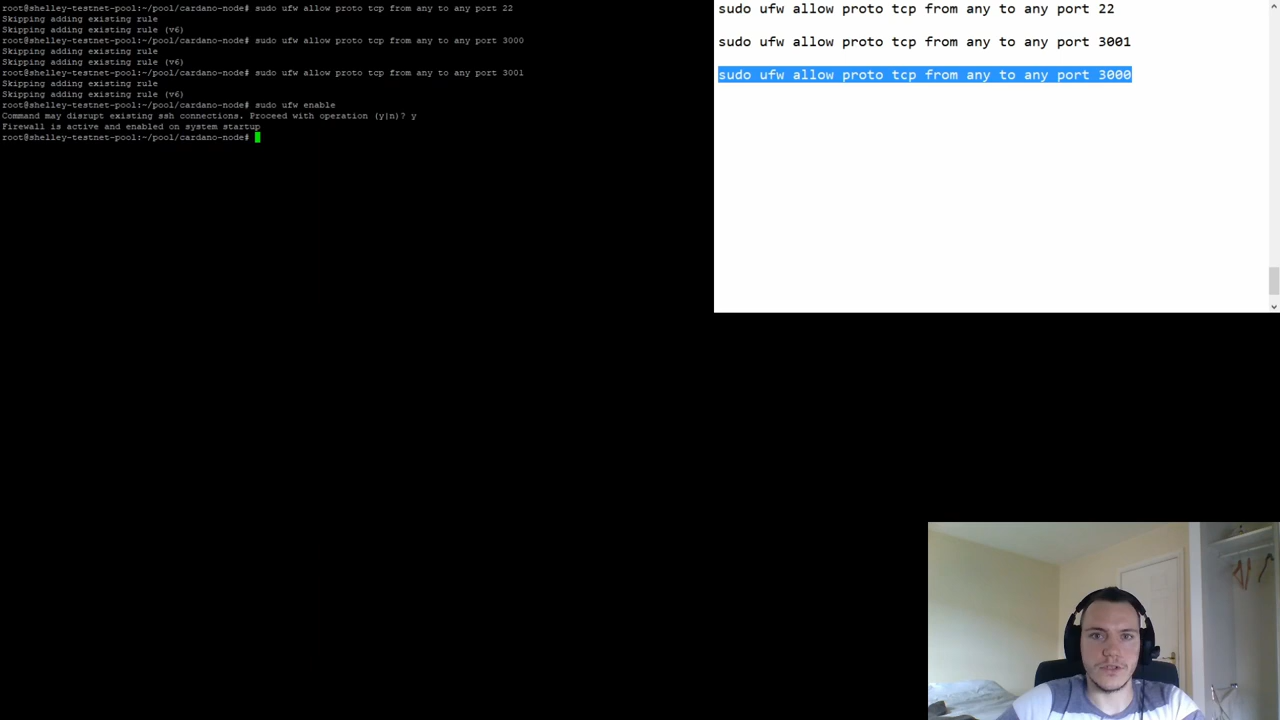 root@shelley-testnet-pool:~/pool/cardano-node# sudo ufw allow proto tcp from any to any port 22
Skipping adding existing rule
Skipping adding existing rule (v6)
root@shelley-testnet-pool:~/pool/cardano-node# sudo ufw allow proto tcp from any to any port 3000
Skipping adding existing rule
Skipping adding existing rule (v6)
root@shelley-testnet-pool:~/pool/cardano-node# sudo ufw allow proto tcp from any to any port 3001
Skipping adding existing rule
Skipping adding existing rule (v6)
root@shelley-testnet-pool:~/pool/cardano-node# sudo ufw enable
Command may disrupt existing ssh connections. Proceed with operation (y|n)? y
Firewall is active and enabled on system startup
root@shelley-testnet-pool:~/pool/cardano-node#
sudo ufw allow proto tcp from any to any port 22
sudo ufw allow proto tcp from any to any port 3001
sudo ufw allow proto tcp from any to any port 3000